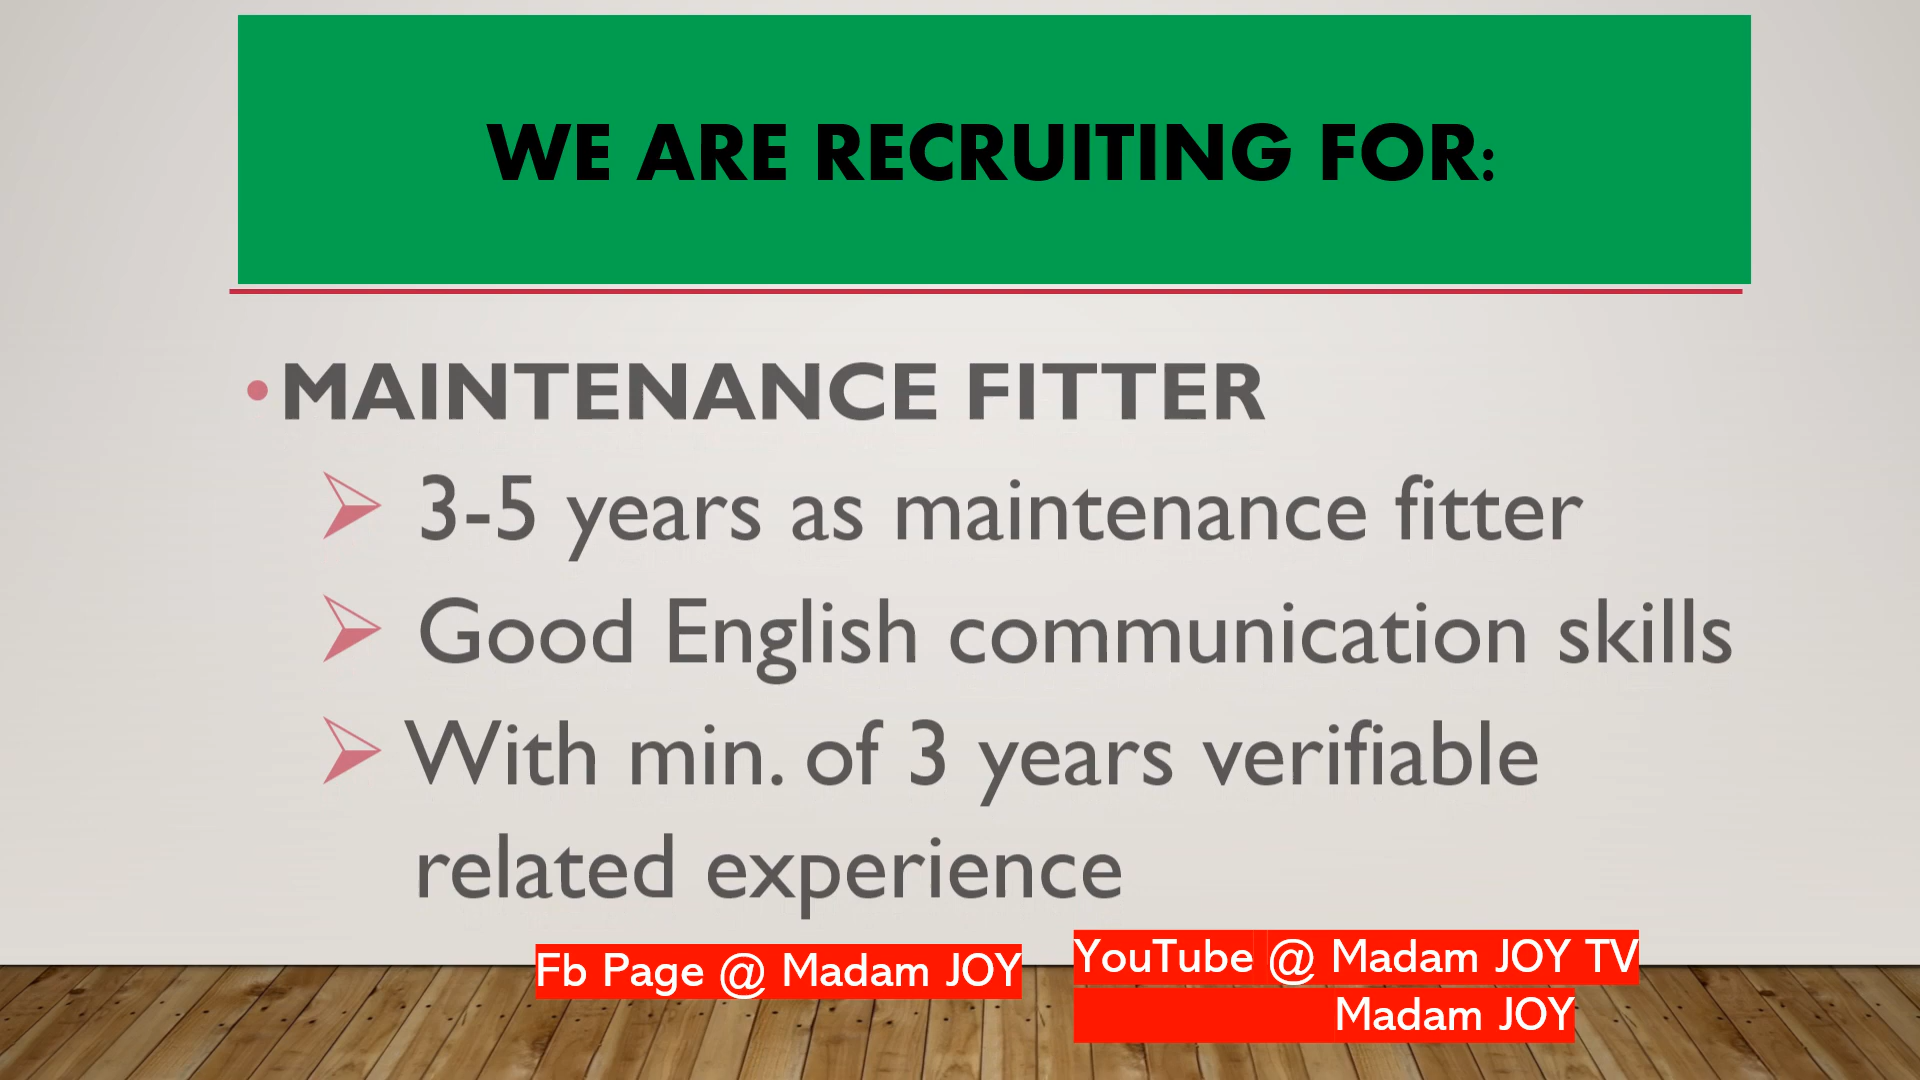 WE ARE RECRUITING FOR:
• MAINTENANCE FITTER
➢ 3-5 years as maintenance fitter
➢ Good English communication skills
➢ With min. of 3 years verifiable
related experience
Fb Page @ Madam JOY
YouTube @ Madam JOY TV
Madam JOY